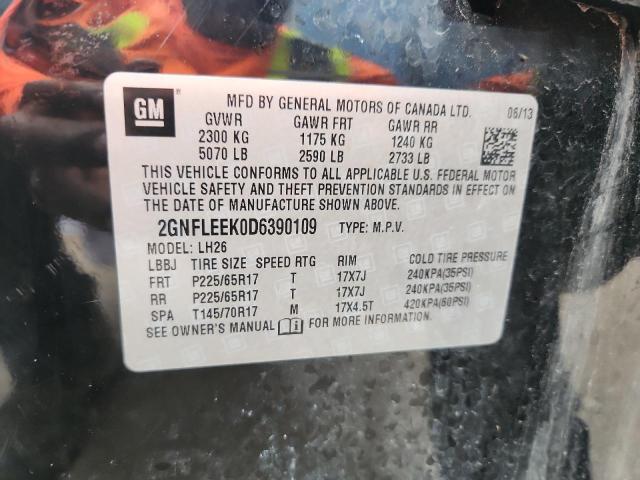 GM
MFD BY GENERAL MOTORS OF CANADA LTD. 06/13
GVWR GAWR FRT GAWR RR
2300 KG 1175 KG 1240 KG
5070 LB 2590 LB 2733 LB
THIS VEHICLE CONFORMS TO ALL APPLICABLE U.S. FEDERAL MOTOR
VEHICLE SAFETY AND THEFT PREVENTION STANDARDS IN EFFECT ON
THE DATE OF MANUFACTURE SHOWN ABOVE.
2GNFLEEK0D6390109 TYPE: M.P.V.
MODEL: LH26
LBBJ TIRE SIZE SPEED RTG RIM COLD TIRE PRESSURE
FRT P225/65R17 T 17X7J 240KPA(35PSI)
RR P225/65R17 T 17X7J 240KPA(35PSI)
SPA T145/70R17 M 17X4.5T 420KPA(60PSI)
SEE OWNER'S MANUAL FOR MORE INFORMATION.